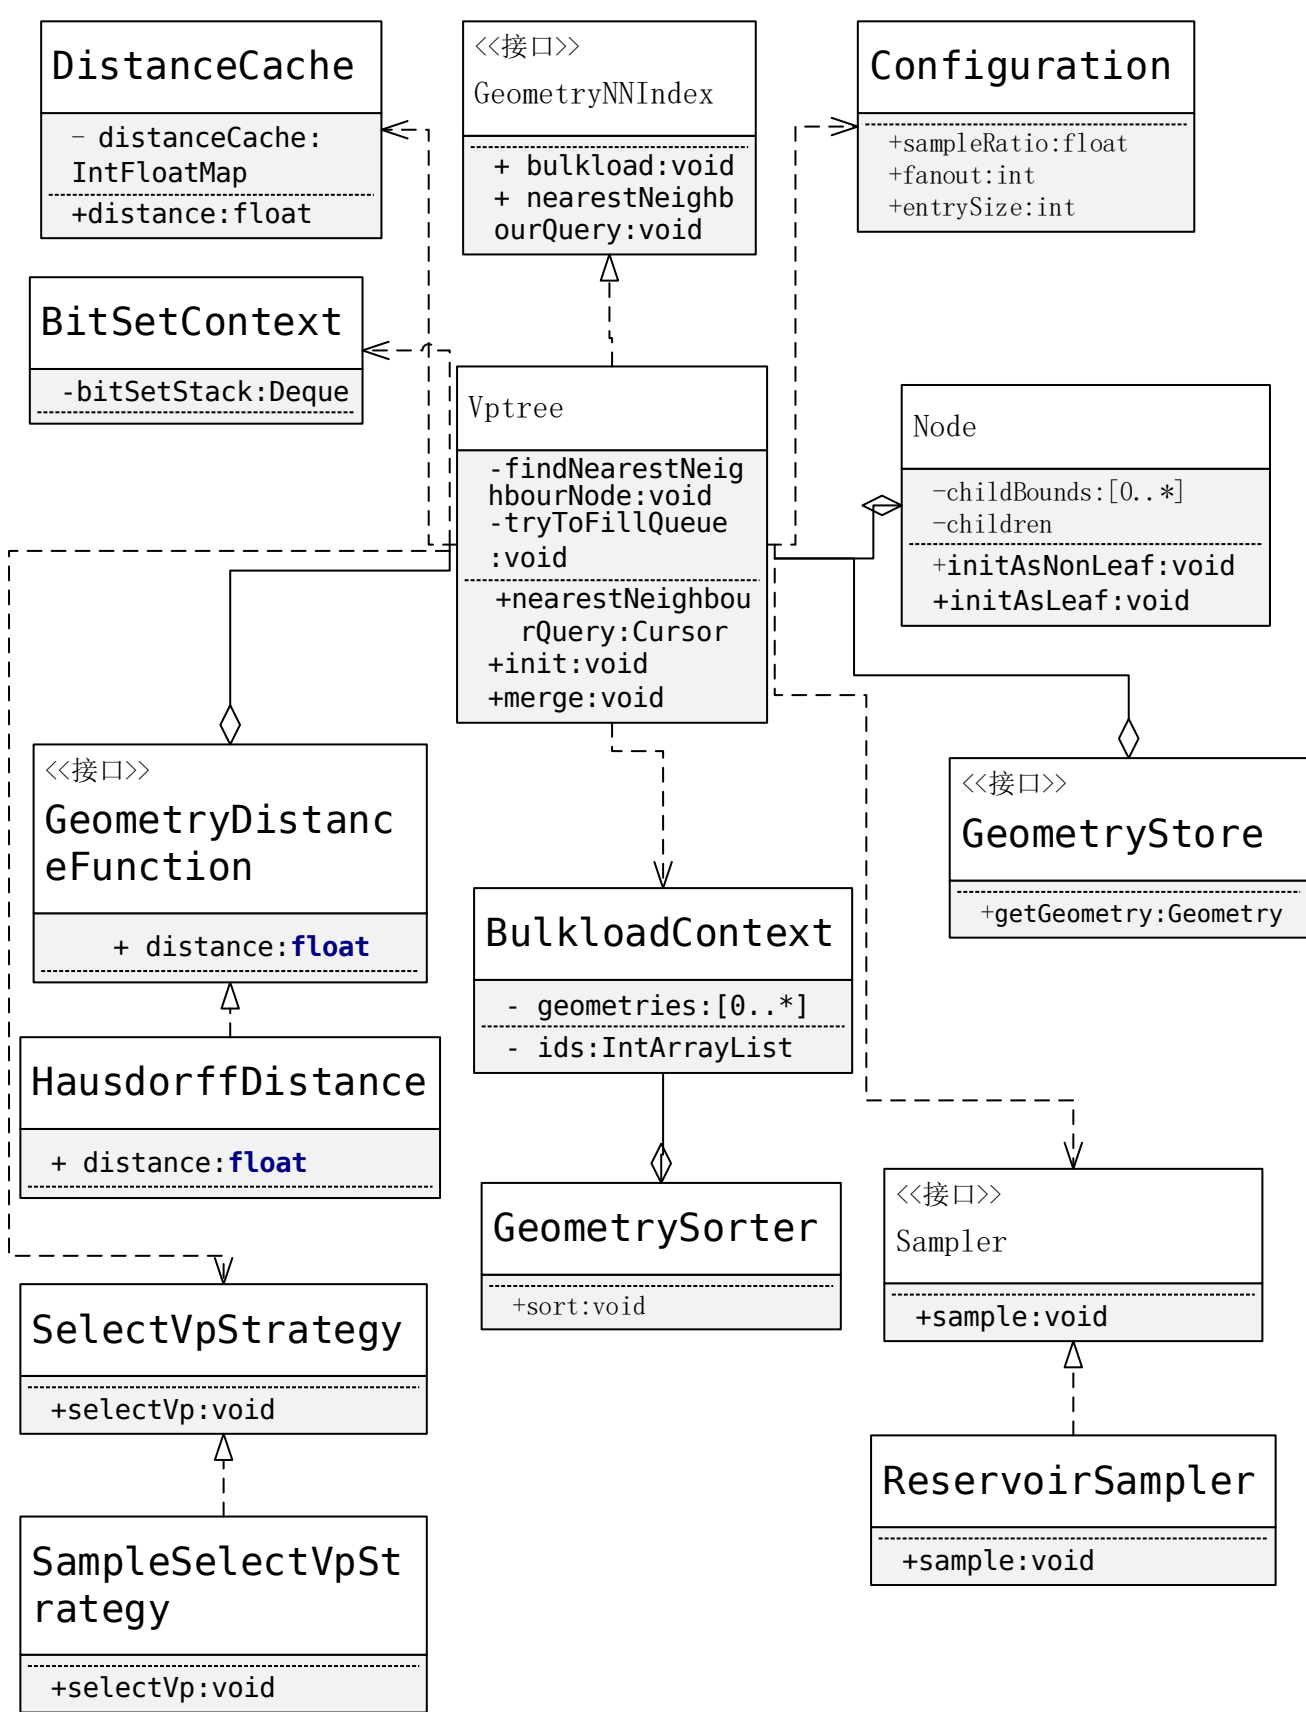 DistanceCache
- distanceCache:
IntFloatMap
+distance:float
<<接口>>
GeometryNNIndex
+ bulkload:void
+ nearestNeighb
ourQuery:void
Configuration
+sampleRatio:float
+fanout:int
+entrySize:int
BitSetContext
-bitSetStack:Deque
Vptree
-findNearestNeig
hbourNode:void
-tryToFillQueue
:void
+nearestNeighbou
rQuery:Cursor
+init:void
+merge:void
Node
-childBounds:[0..*]
-children
+initAsNonLeaf:void
+initAsLeaf:void
<<接口>>
GeometryDistanc
eFunction
+ distance:float
<<接口>>
GeometryStore
+getGeometry:Geometry
BulkloadContext
- geometries:[0..*]
- ids:IntArrayList
HausdorffDistance
+ distance:float
GeometrySorter
+sort:void
<<接口>>
Sampler
+sample:void
SelectVpStrategy
+selectVp:void
ReservoirSampler
+sample:void
SampleSelectVpSt
rategy
+selectVp:void